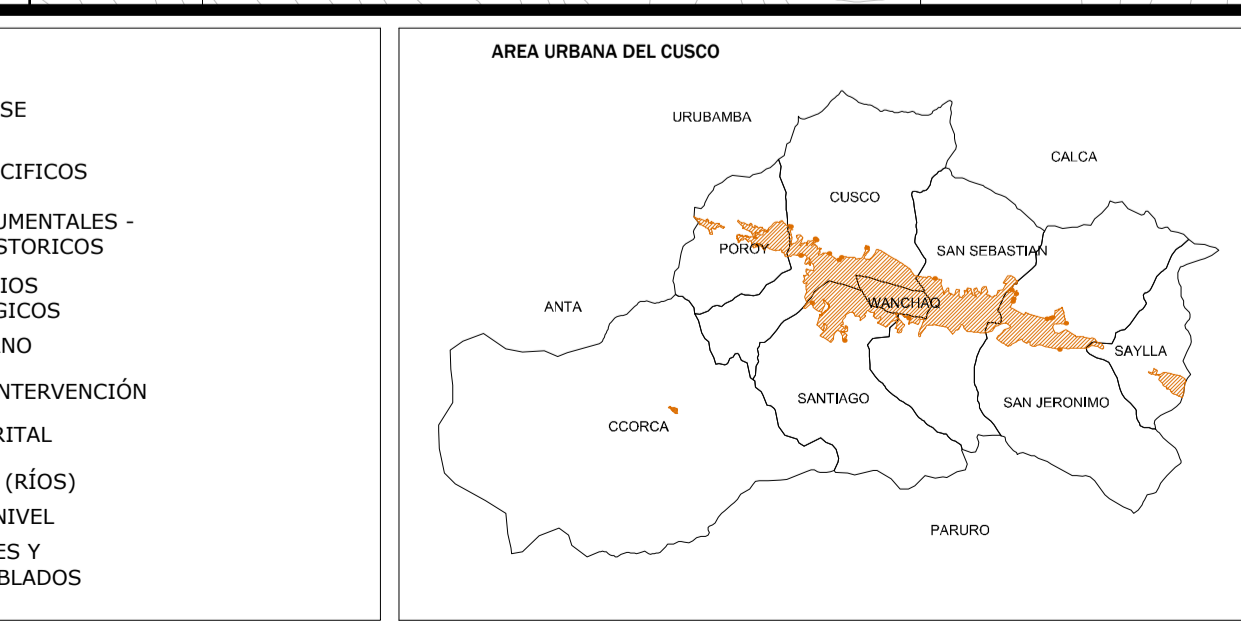 SE
CIFICOS
UMENTALES -
STORICOS
IOS
GICOS
NO
NTERVENCIÓN
RITAL
(RÍOS)
NIVEL
ES Y
BLADOS
AREA URBANA DEL CUSCO
URUBAMBA
CALCA
CUSCO
POROY
SAN SEBASTIAN
ANTA
WANCHAQ
SAYLLA
SANTIAGO
SAN JERONIMO
CCORCA
PARURO